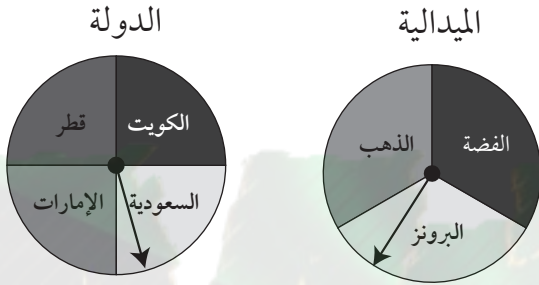 الميدالية
الدولة
الذهب الفضة
البرونز
قطر الكويت
الإمارات السعودية